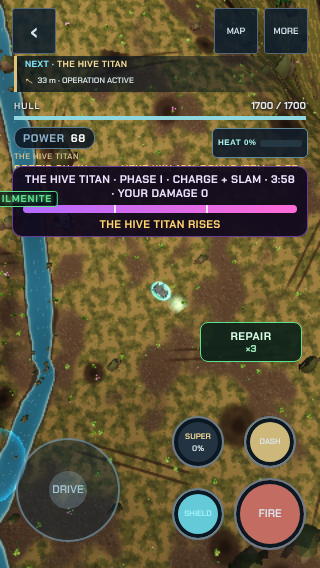 ‹
MAP
MORE
NEXT · THE HIVE TITAN
↖ 33 m · OPERATION ACTIVE
HULL
1700 / 1700
POWER 68
HEAT 0%
THE HIVE TITAN
THE HIVE TITAN · PHASE I · CHARGE + SLAM · 3:58
· YOUR DAMAGE 0
ILMENITE
THE HIVE TITAN RISES
REPAIR
×3
SUPER
0%
DASH
DRIVE
SHIELD
FIRE